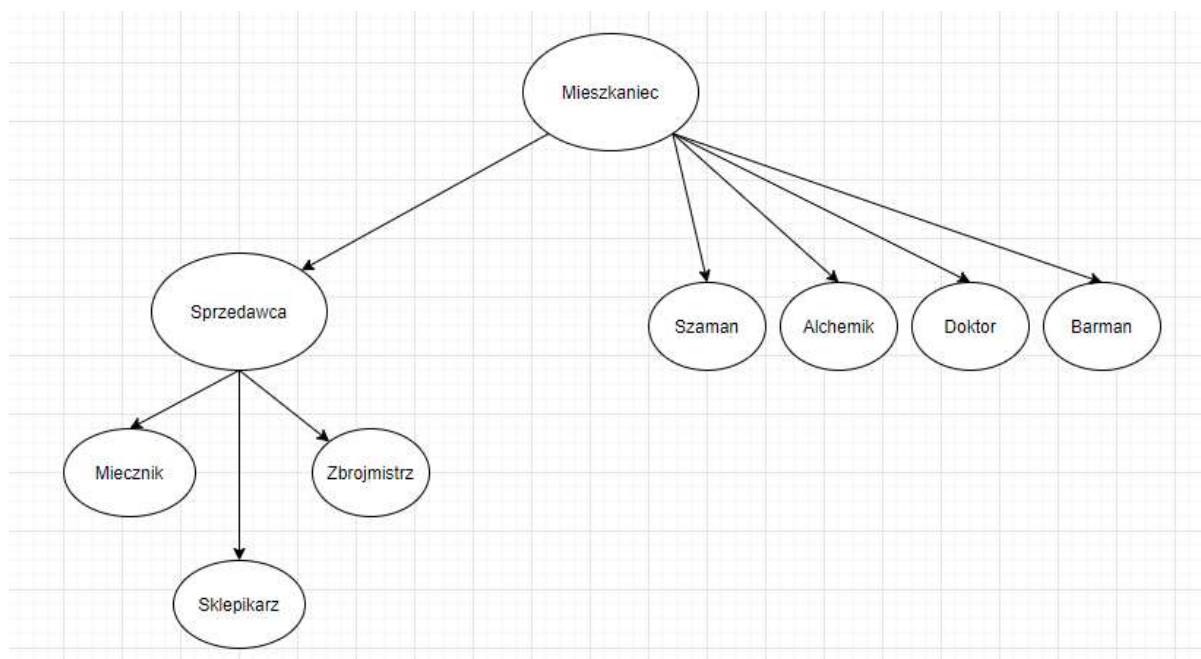 Mieszkaniec
Sprzedawca
Szaman
Alchemik
Doktor
Barman
Miecznik
Zbrojmistrz
Sklepikarz